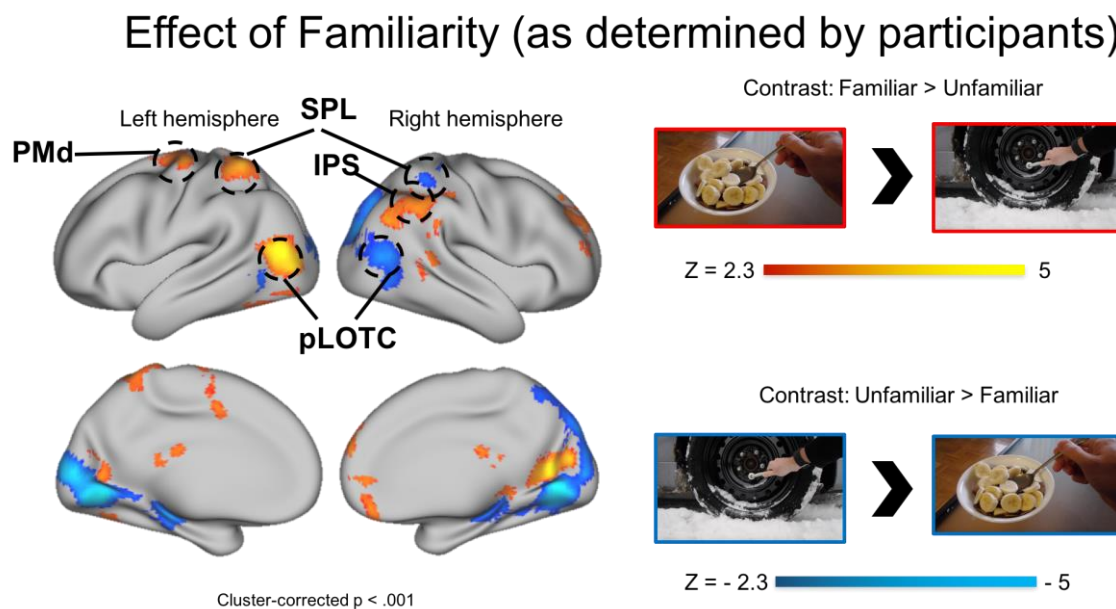 Effect of Familiarity (as determined by participants)
Left hemisphere
SPL
Right hemisphere
PMd
IPS
pLOTC
Contrast: Familiar > Unfamiliar
Z = 2.3
5
Contrast: Unfamiliar > Familiar
Z = - 2.3
- 5
Cluster-corrected p < .001